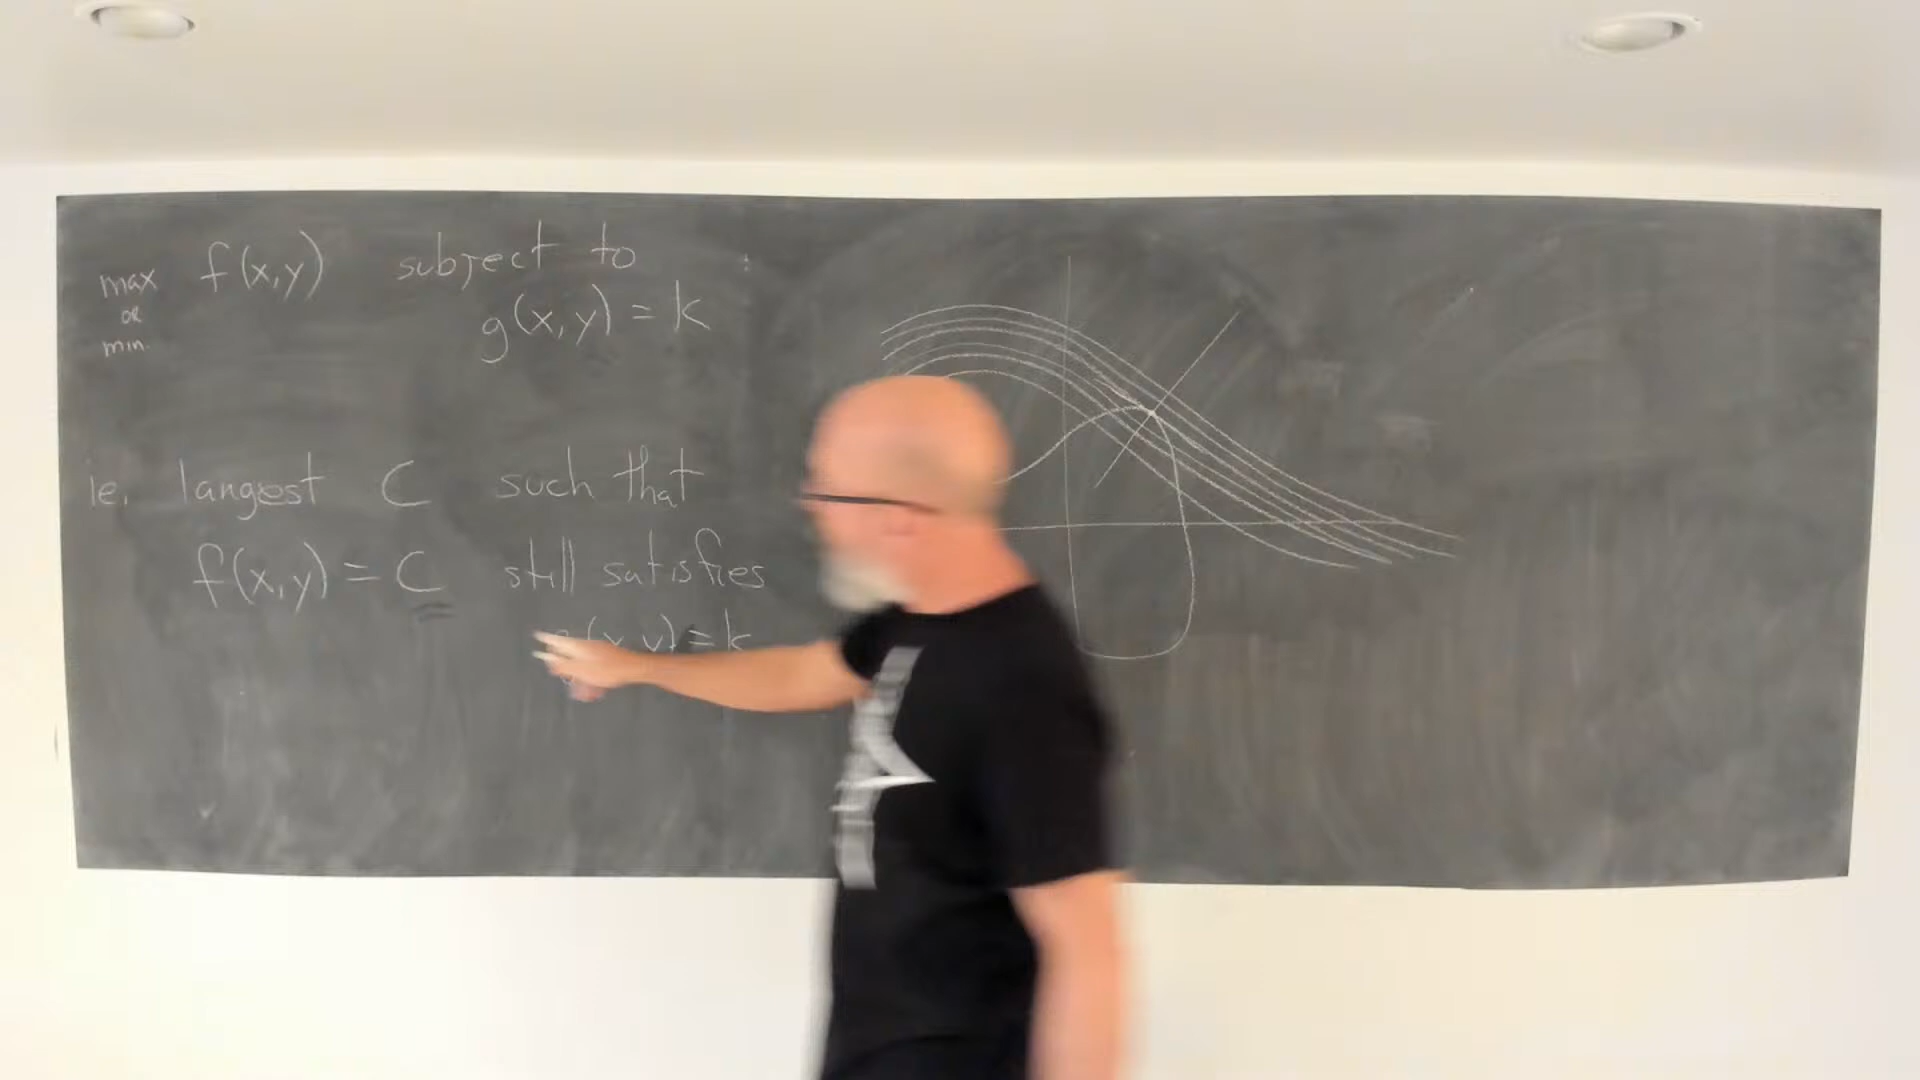 max or min. f(x,y) subject to :
g(x,y) = k
ie. largest C such that
f(x,y) = C still satisfies
g(x,y) = k